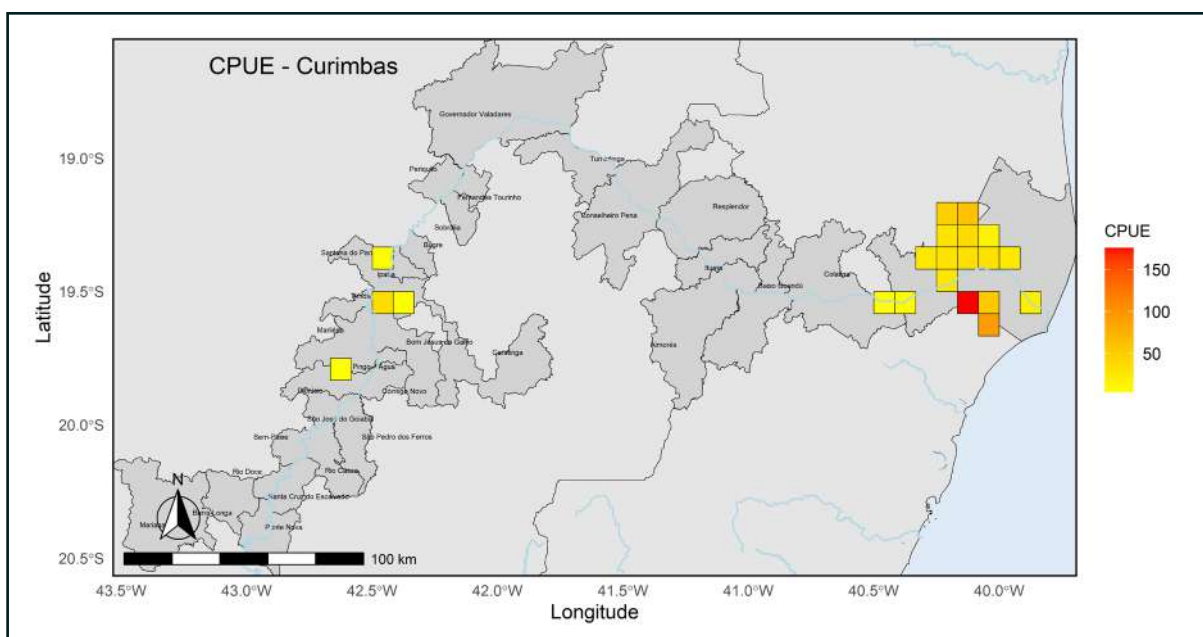 CPUE - Curimbas
Governador Valadares
Periquito
Fernandes Tourinho
Sobrália
Bugre
Santana do Par
Ipaba
Marliéria
Bom Jesus do Galho
Caratinga
Pingo d'Água
Dionísio
Córrego Novo
São José do Goiabal
Sem-Peixe
São Pedro dos Ferros
Rio Doce
Rio Casca
Santa Cruz do Escalvado
Barra Longa
Mariana
Ponte Nova
Tumiritinga
Conselheiro Pena
Resplendor
Itueta
Aimorés
Baixo Guandu
Colatina
N
100 km
19.0°S
19.5°S
20.0°S
20.5°S
Latitude
43.5°W 43.0°W 42.5°W 42.0°W 41.5°W 41.0°W 40.5°W 40.0°W
Longitude
CPUE
150
100
50